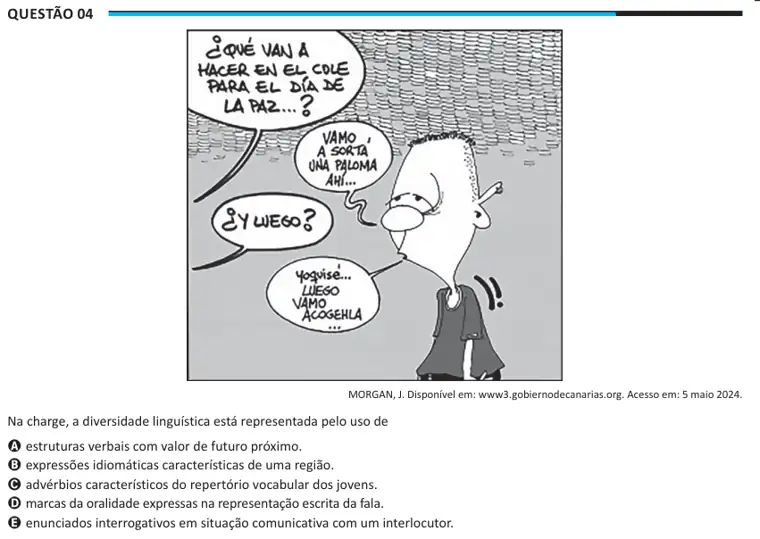 QUESTÃO 04
¿QUÉ VAN A
HACER EN EL COLE
PARA EL DÍA DE
LA PAZ...?
VAMO
A SORTÁ
UNA PALOMA
AHÍ...
¿Y LUEGO?
Yoquisé...
LUEGO
VAMO
ACOGEHLA
...
MORGAN, J. Disponível em: www3.gobiernodecanarias.org. Acesso em: 5 maio 2024.
Na charge, a diversidade linguística está representada pelo uso de
A estruturas verbais com valor de futuro próximo.
B expressões idiomáticas características de uma região.
C advérbios característicos do repertório vocabular dos jovens.
D marcas da oralidade expressas na representação escrita da fala.
E enunciados interrogativos em situação comunicativa com um interlocutor.